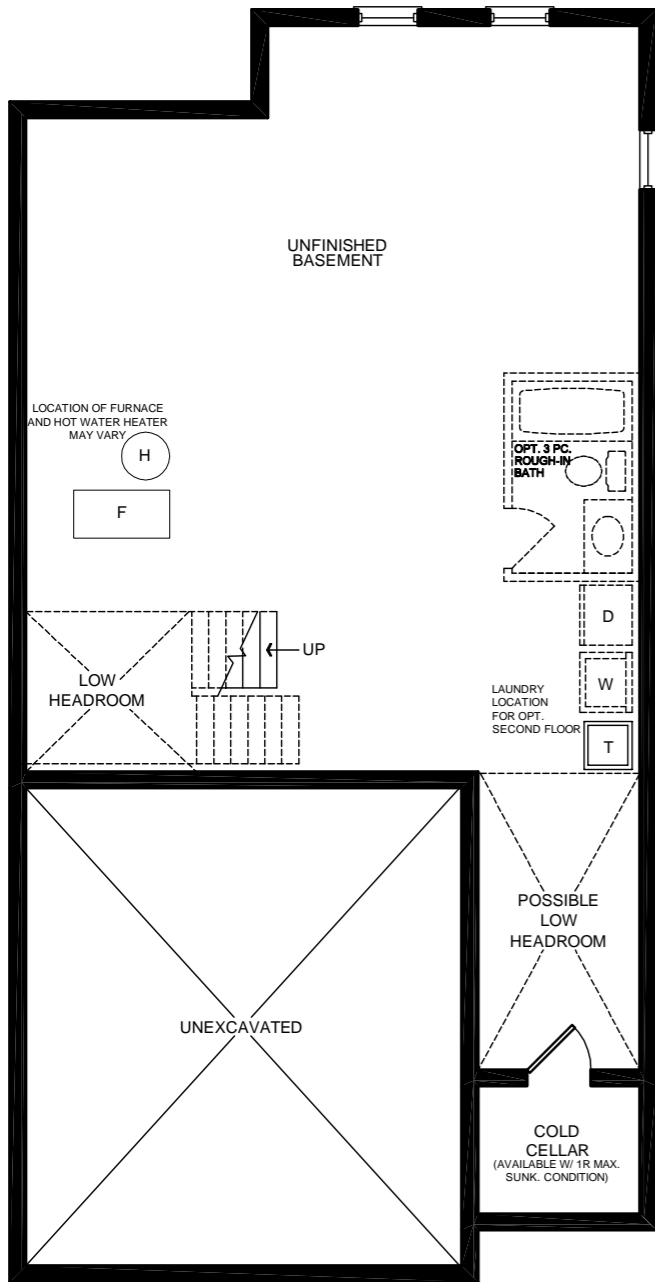 UNFINISHED
BASEMENT
LOCATION OF FURNACE
AND HOT WATER HEATER
MAY VARY
H
F
OPT. 3 PC.
ROUGH-IN
BATH
D
UP
LOW
HEADROOM
W
LAUNDRY
LOCATION
FOR OPT.
SECOND FLOOR
T
POSSIBLE
LOW
HEADROOM
UNEXCAVATED
COLD
CELLAR
(AVAILABLE W/ 1R MAX.
SUNK. CONDITION)